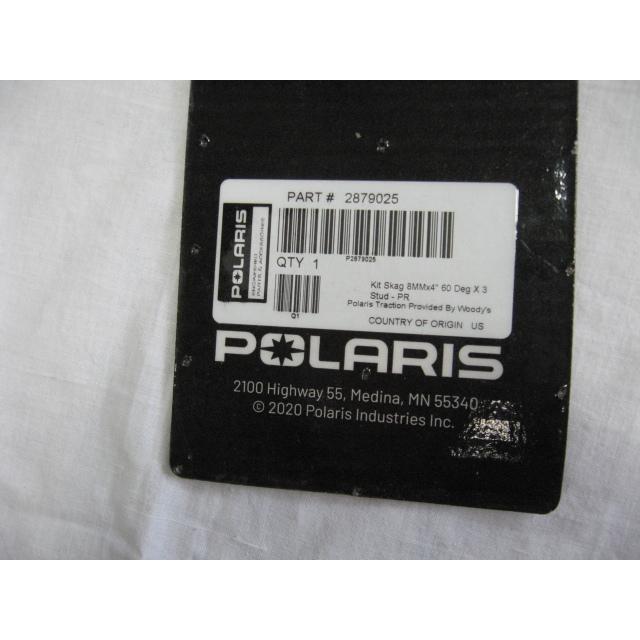 PART # 2879025
POLARIS
ENGINEERED
PARTS & ACCESSORIES
P2879025
QTY 1
Q1
Kit Skag 8MMx4" 60 Deg X 3
Stud - PR
Polaris Traction Provided By Woody's
COUNTRY OF ORIGIN US
POLARIS
2100 Highway 55, Medina, MN 55340
© 2020 Polaris Industries Inc.